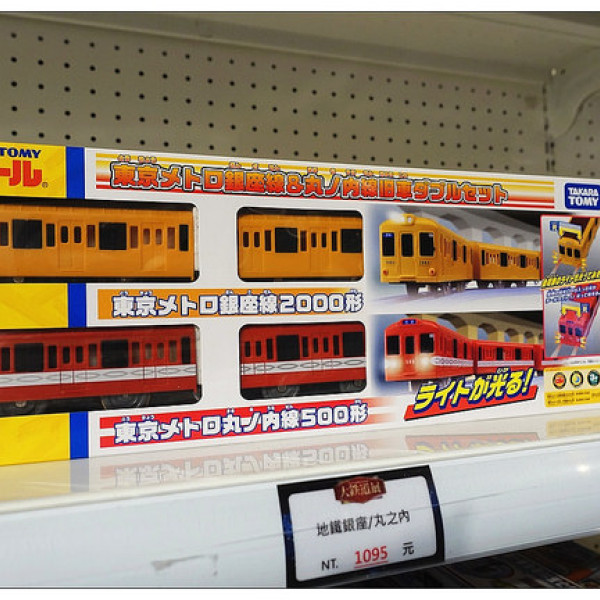 TOMY
ール
東京メトロ銀座線&丸ノ内線旧車ダブルセット
TAKARA TOMY
東京メトロ銀座線2000形
東京メトロ丸ノ内線500形
ライトが光る!
大鉄道展
地鐵銀座/丸之內
NT. 1095 元